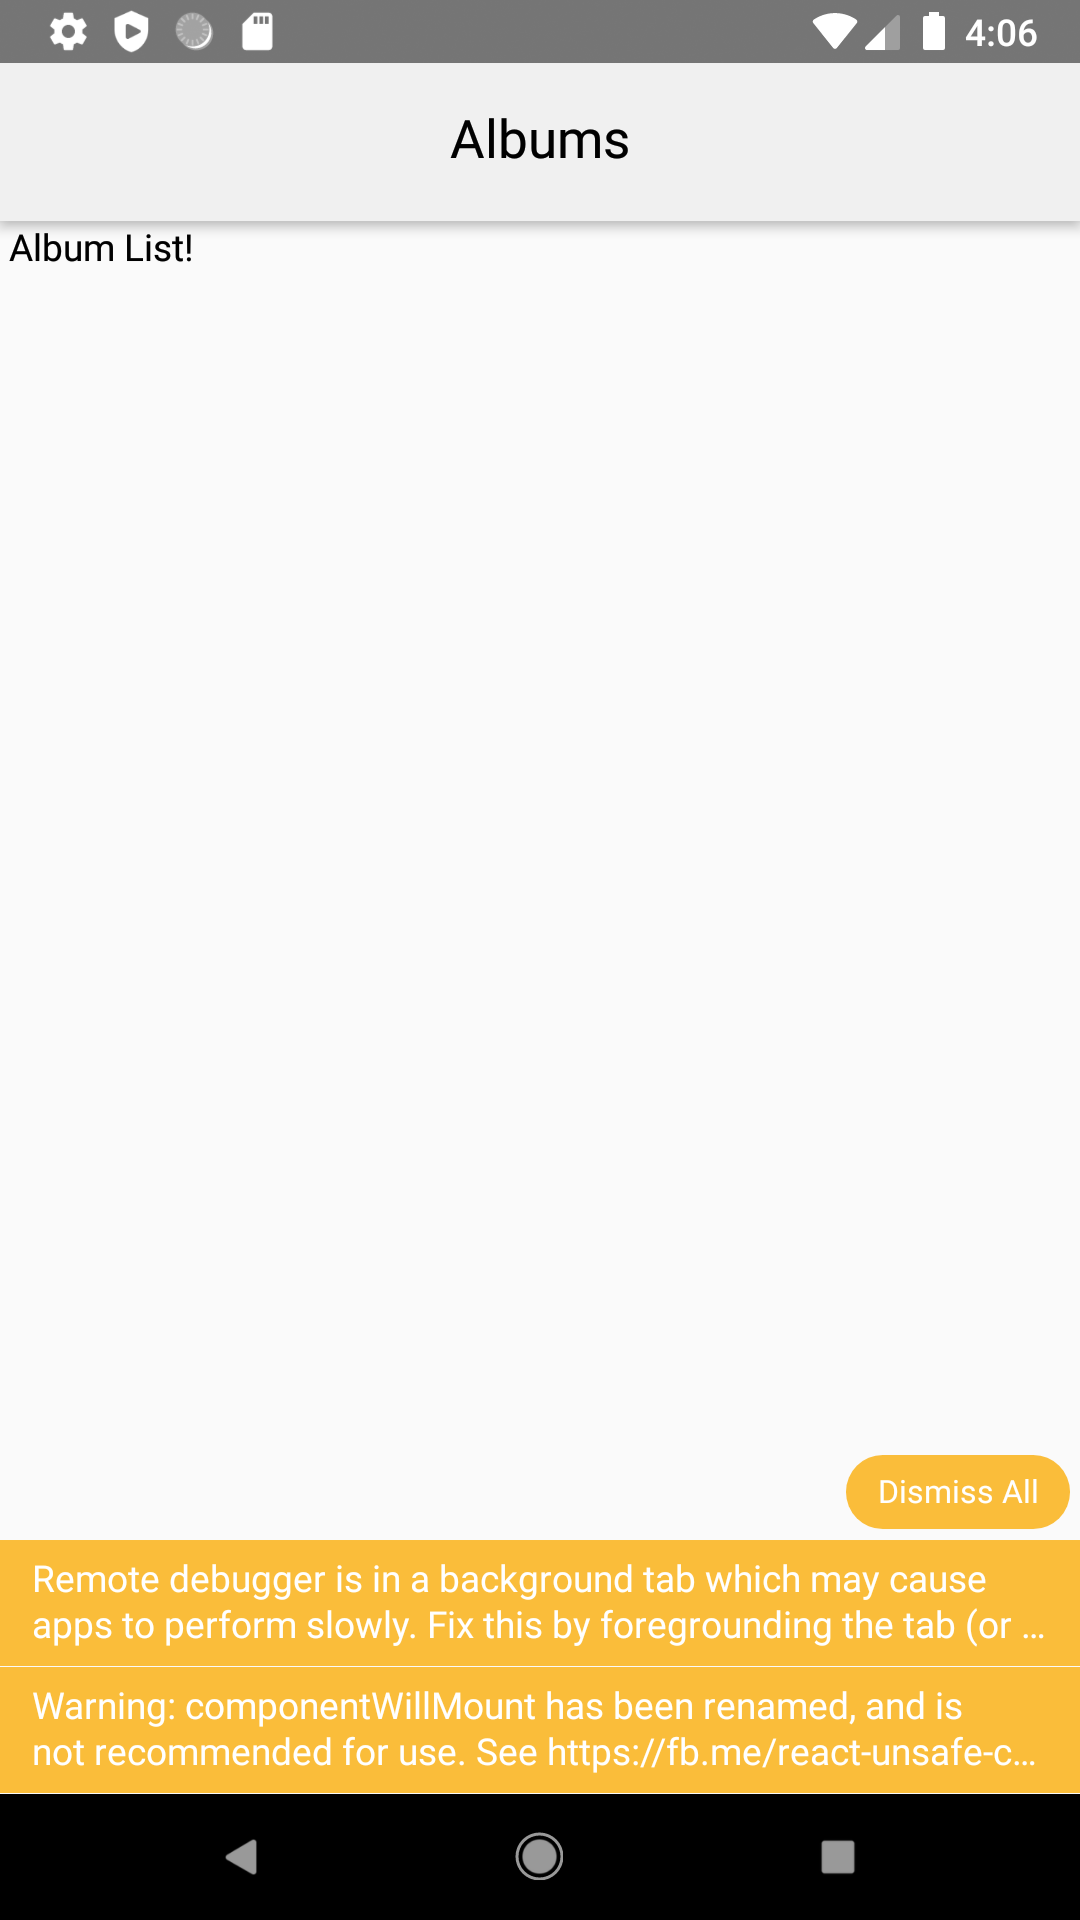 4:06
Albums
Album List!
Dismiss All
Remote debugger is in a background tab which may cause
apps to perform slowly. Fix this by foregrounding the tab (or …
Warning: componentWillMount has been renamed, and is
not recommended for use. See https://fb.me/react-unsafe-c…